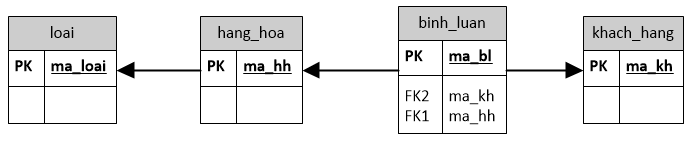 loai
PK ma_loai
hang_hoa
PK ma_hh
binh_luan
PK ma_bl
FK2 ma_kh
FK1 ma_hh
khach_hang
PK ma_kh